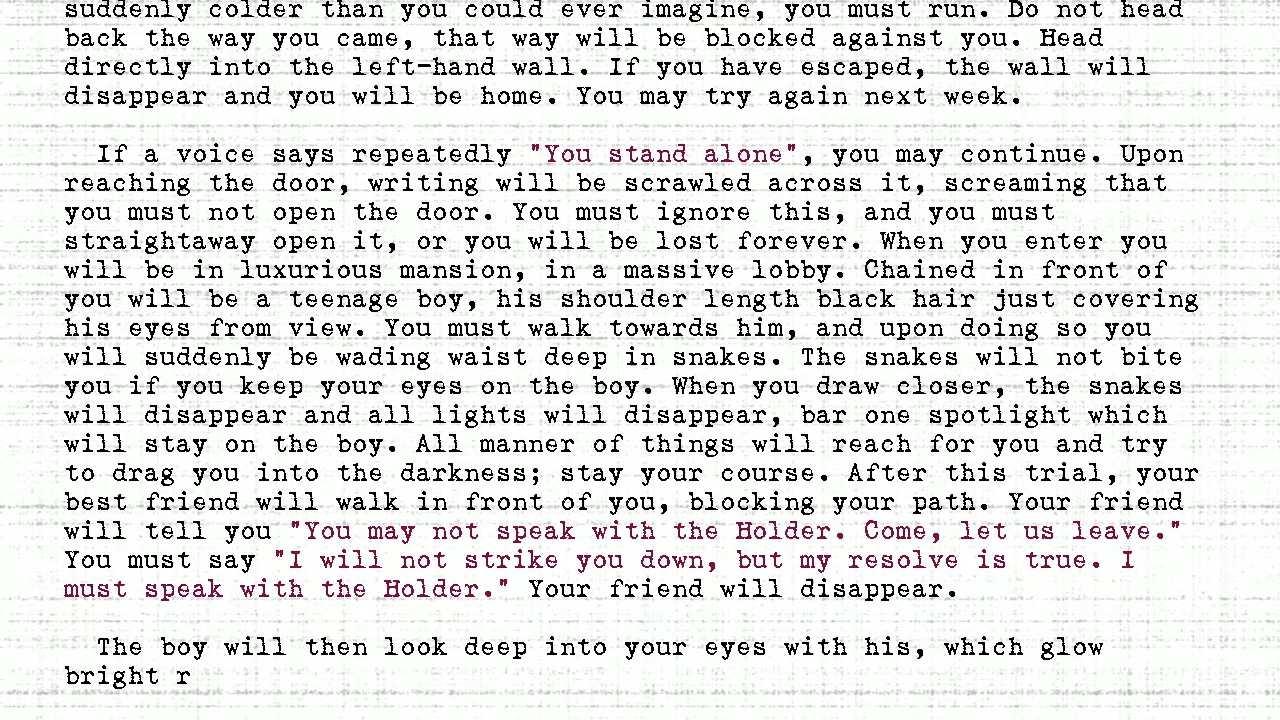 suddenly colder than you could ever imagine, you must run. Do not head
back the way you came, that way will be blocked against you. Head
directly into the left-hand wall. If you have escaped, the wall will
disappear and you will be home. You may try again next week.
If a voice says repeatedly "You stand alone", you may continue. Upon
reaching the door, writing will be scrawled across it, screaming that
you must not open the door. You must ignore this, and you must
straightaway open it, or you will be lost forever. When you enter you
will be in luxurious mansion, in a massive lobby. Chained in front of
you will be a teenage boy, his shoulder length black hair just covering
his eyes from view. You must walk towards him, and upon doing so you
will suddenly be wading waist deep in snakes. The snakes will not bite
you if you keep your eyes on the boy. When you draw closer, the snakes
will disappear and all lights will disappear, bar one spotlight which
will stay on the boy. All manner of things will reach for you and try
to drag you into the darkness; stay your course. After this trial, your
best friend will walk in front of you, blocking your path. Your friend
will tell you "You may not speak with the Holder. Come, let us leave."
You must say "I will not strike you down, but my resolve is true. I
must speak with the Holder." Your friend will disappear.
The boy will then look deep into your eyes with his, which glow
bright r